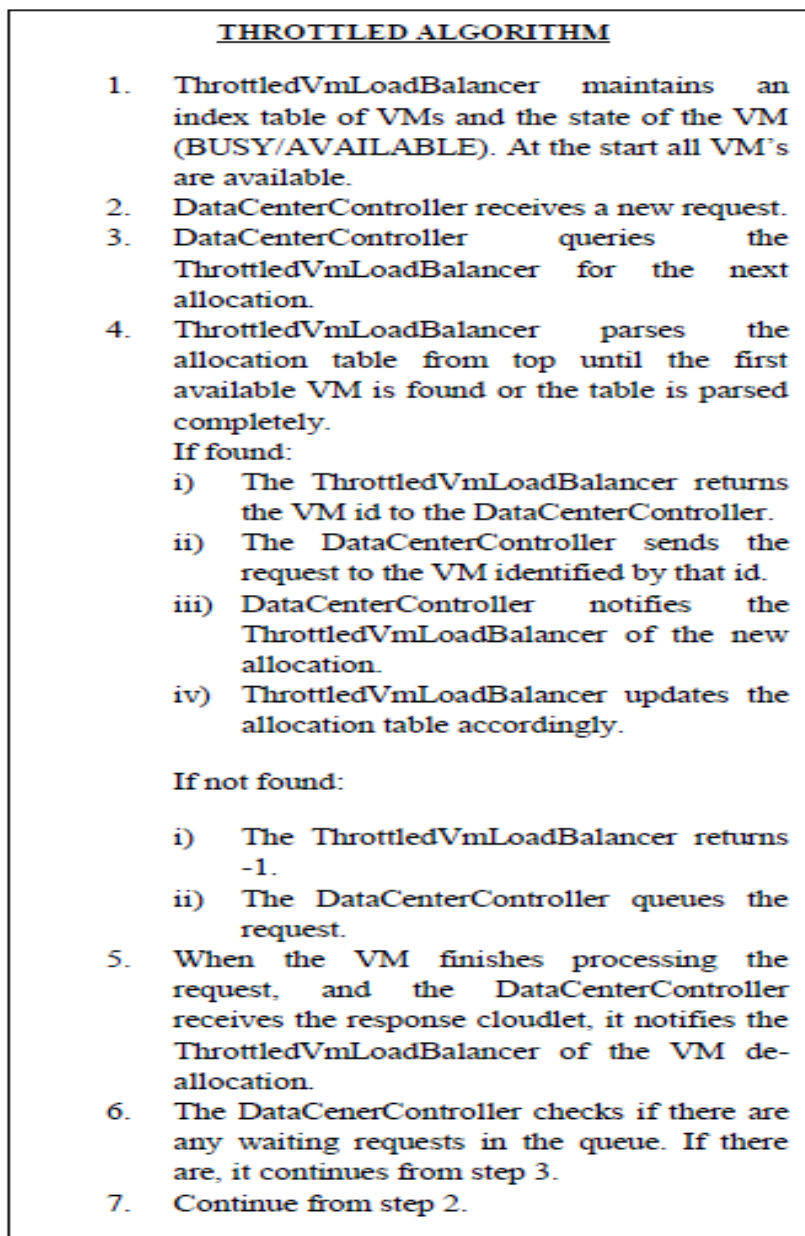 THROTTLED ALGORITHM
1. ThrottledVmLoadBalancer maintains an
index table of VMs and the state of the VM
(BUSY/AVAILABLE). At the start all VM's
are available.
2. DataCenterController receives a new request.
3. DataCenterController queries the
ThrottledVmLoadBalancer for the next
allocation.
4. ThrottledVmLoadBalancer parses the
allocation table from top until the first
available VM is found or the table is parsed
completely.
If found:
i) The ThrottledVmLoadBalancer returns
the VM id to the DataCenterController.
ii) The DataCenterController sends the
request to the VM identified by that id.
iii) DataCenterController notifies the
ThrottledVmLoadBalancer of the new
allocation.
iv) ThrottledVmLoadBalancer updates the
allocation table accordingly.
If not found:
i) The ThrottledVmLoadBalancer returns
-1.
ii) The DataCenterController queues the
request.
5. When the VM finishes processing the
request, and the DataCenterController
receives the response cloudlet, it notifies the
ThrottledVmLoadBalancer of the VM de-
allocation.
6. The DataCenerController checks if there are
any waiting requests in the queue. If there
are, it continues from step 3.
7. Continue from step 2.